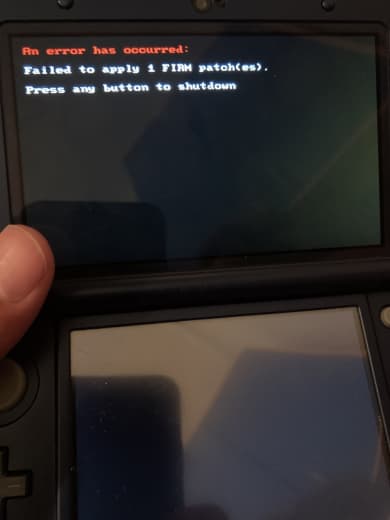 An error has occurred:
Failed to apply 1 FIRM patch(es).
Press any button to shutdown